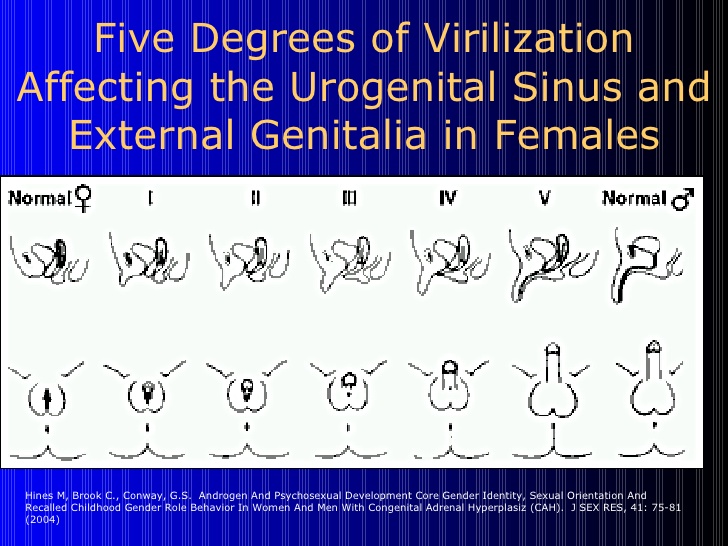 Five Degrees of Virilization
Affecting the Urogenital Sinus and
External Genitalia in Females
Normal♀ I II III IV V Normal ♂
Hines M, Brook C., Conway, G.S. Androgen And Psychosexual Development Core Gender Identity, Sexual Orientation And
Recalled Childhood Gender Role Behavior In Women And Men With Congenital Adrenal Hyperplasiz (CAH). J SEX RES, 41: 75-81
(2004)